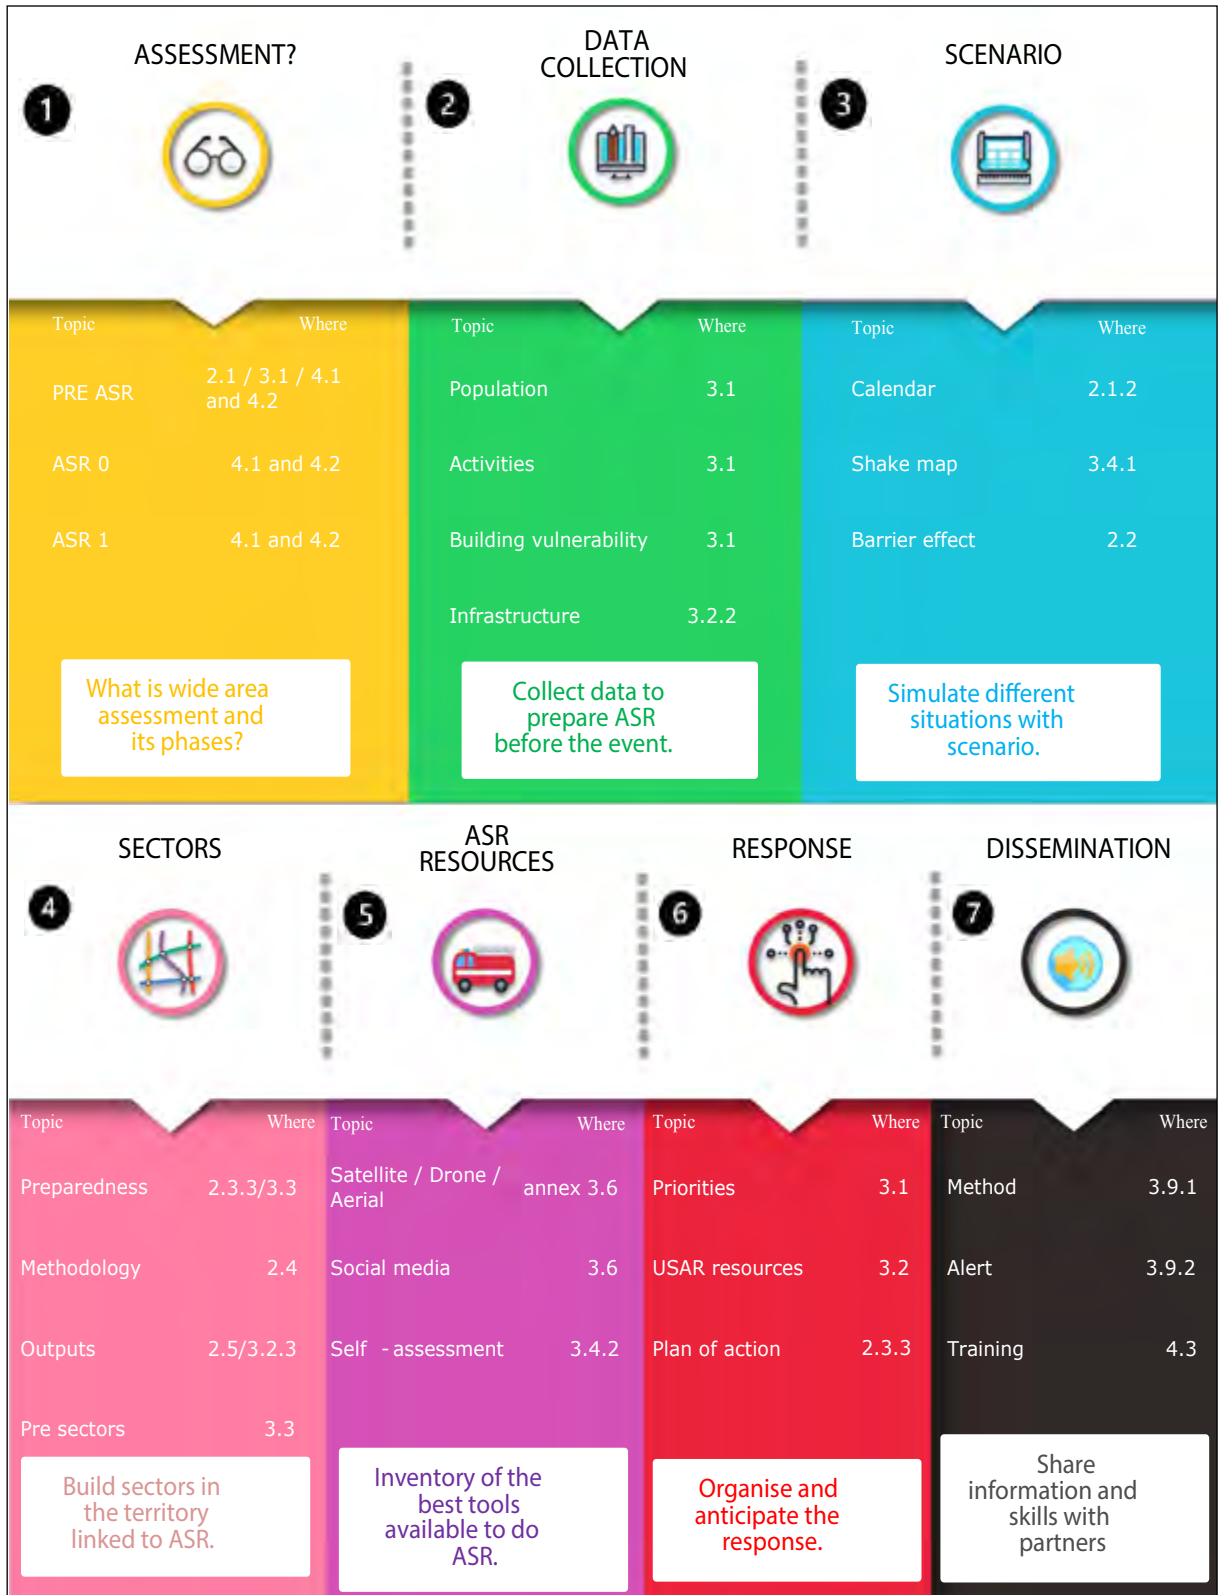 ASSESSMENT?
1
Topic Where
PRE ASR 2.1 / 3.1 / 4.1
and 4.2
ASR 0 4.1 and 4.2
ASR 1 4.1 and 4.2
What is wide area
assessment and
its phases?
DATA
COLLECTION
2
Topic Where
Population 3.1
Activities 3.1
Building vulnerability 3.1
Infrastructure 3.2.2
Collect data to
prepare ASR
before the event.
SCENARIO
3
Topic Where
Calendar 2.1.2
Shake map 3.4.1
Barrier effect 2.2
Simulate different
situations with
scenario.
SECTORS
4
Topic Where
Preparedness 2.3.3/3.3
Methodology 2.4
Outputs 2.5/3.2.3
Pre sectors 3.3
Build sectors in
the territory
linked to ASR.
ASR
RESOURCES
5
Topic Where
Satellite / Drone /
Aerial annex 3.6
Social media 3.6
Self - assessment 3.4.2
Inventory of the
best tools
available to do
ASR.
RESPONSE
6
Topic Where
Priorities 3.1
USAR resources 3.2
Plan of action 2.3.3
Organise and
anticipate the
response.
DISSEMINATION
7
Topic Where
Method 3.9.1
Alert 3.9.2
Training 4.3
Share
information and
skills with
partners